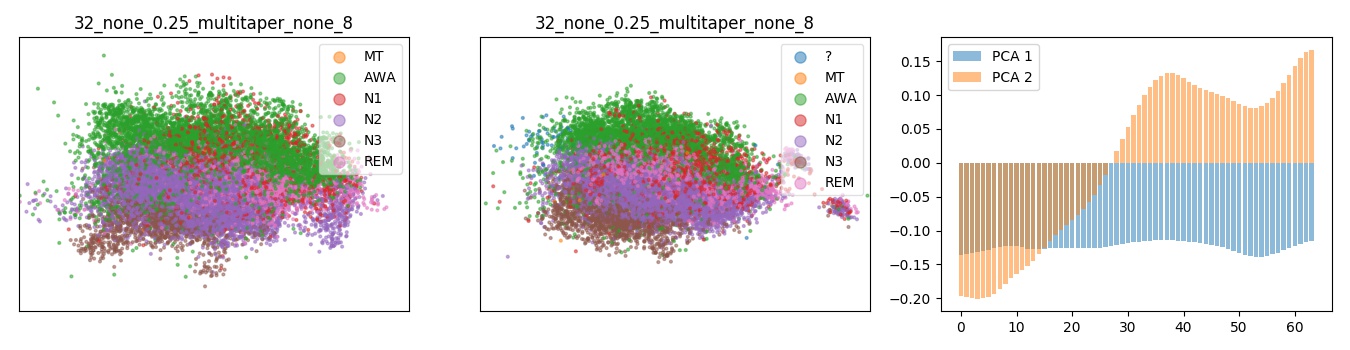 32_none_0.25_multitaper_none_8
MT
AWA
N1
N2
N3
REM
32_none_0.25_multitaper_none_8
?
MT
AWA
N1
N2
N3
REM
PCA 1
PCA 2
0.15
0.10
0.05
0.00
−0.05
−0.10
−0.15
−0.20
0 10 20 30 40 50 60